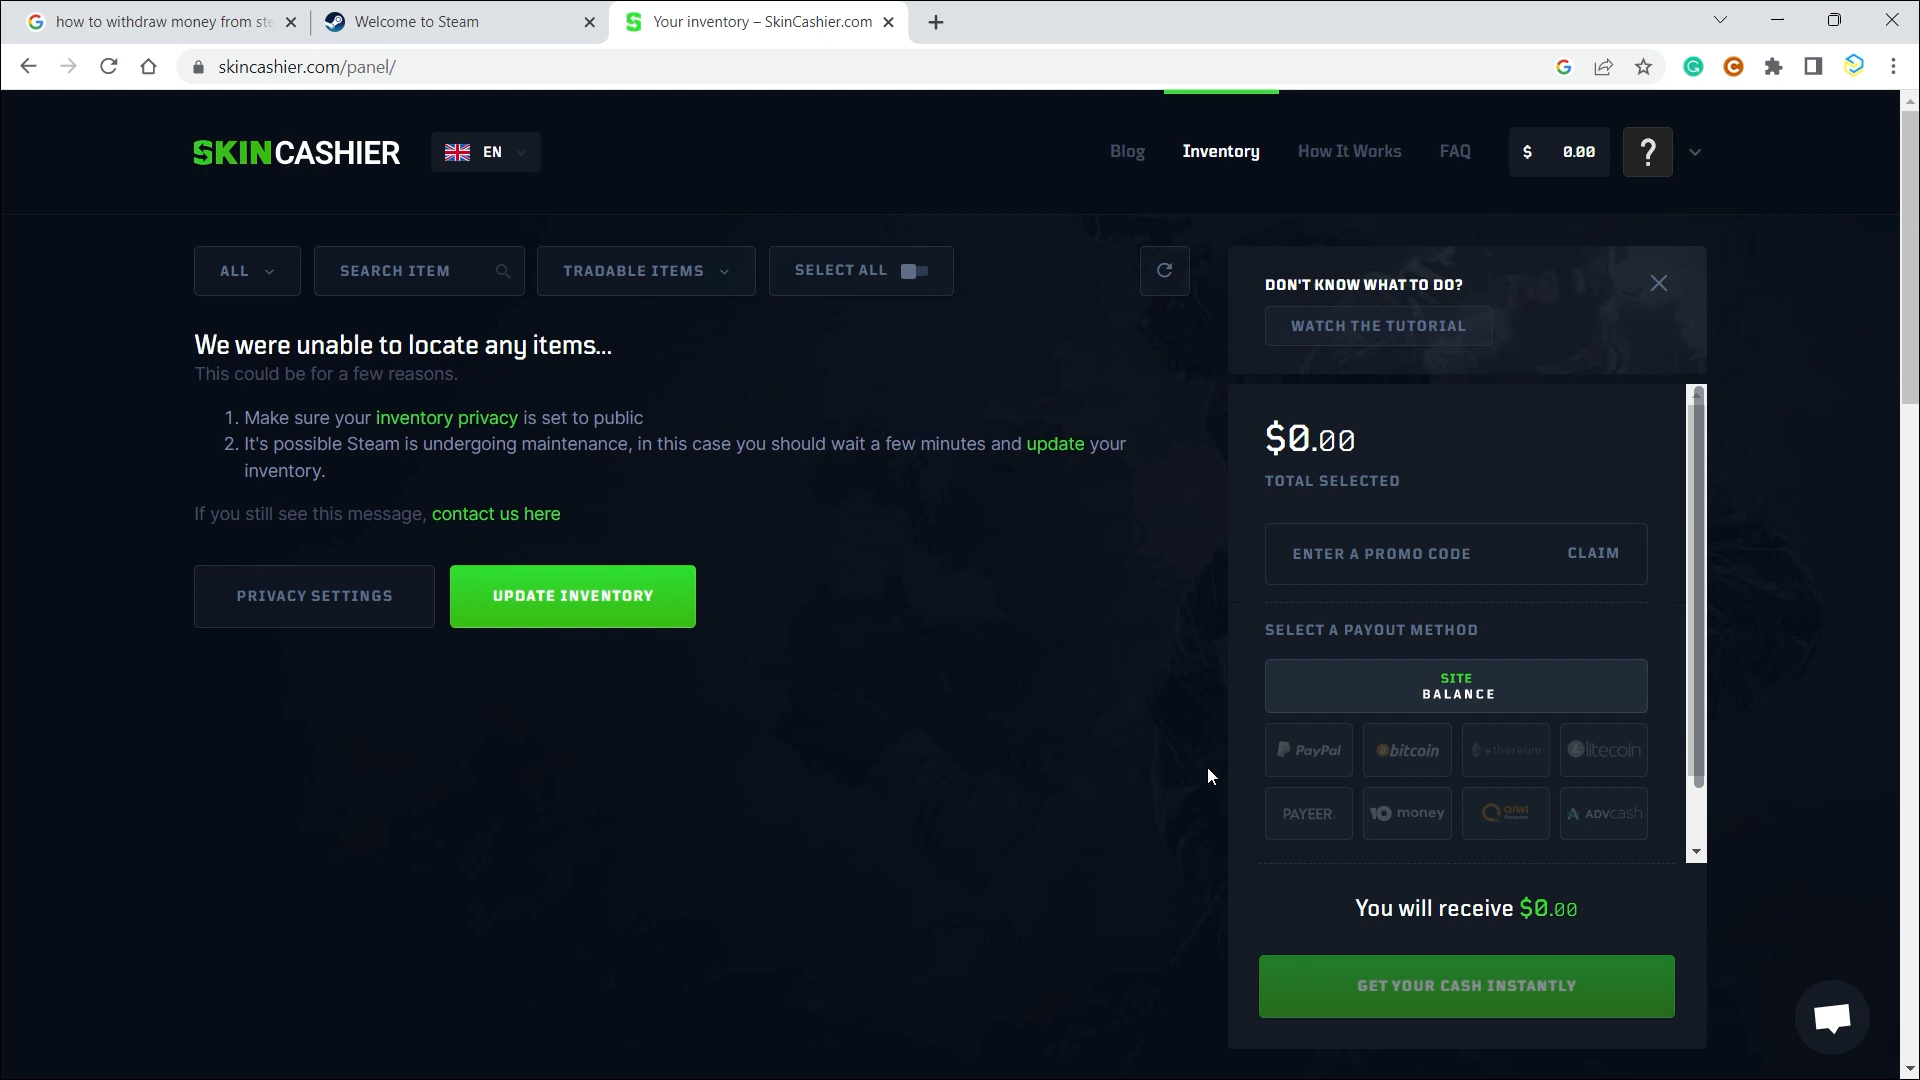 how to withdraw money from ste
Welcome to Steam
Your inventory – SkinCashier.com
skincashier.com/panel/
SKINCASHIER
EN
Blog
Inventory
How It Works
FAQ
$ 0.00
?
ALL
SEARCH ITEM
TRADABLE ITEMS
SELECT ALL
DON'T KNOW WHAT TO DO?
WATCH THE TUTORIAL
We were unable to locate any items...
This could be for a few reasons.
1. Make sure your inventory privacy is set to public
2. It's possible Steam is undergoing maintenance, in this case you should wait a few minutes and update your
inventory.
If you still see this message, contact us here
PRIVACY SETTINGS
UPDATE INVENTORY
$0.00
TOTAL SELECTED
ENTER A PROMO CODE
CLAIM
SELECT A PAYOUT METHOD
SITE
BALANCE
PayPal
bitcoin
ethereum
litecoin
PAYEER
money
QIWI
ADVcash
You will receive $0.00
GET YOUR CASH INSTANTLY